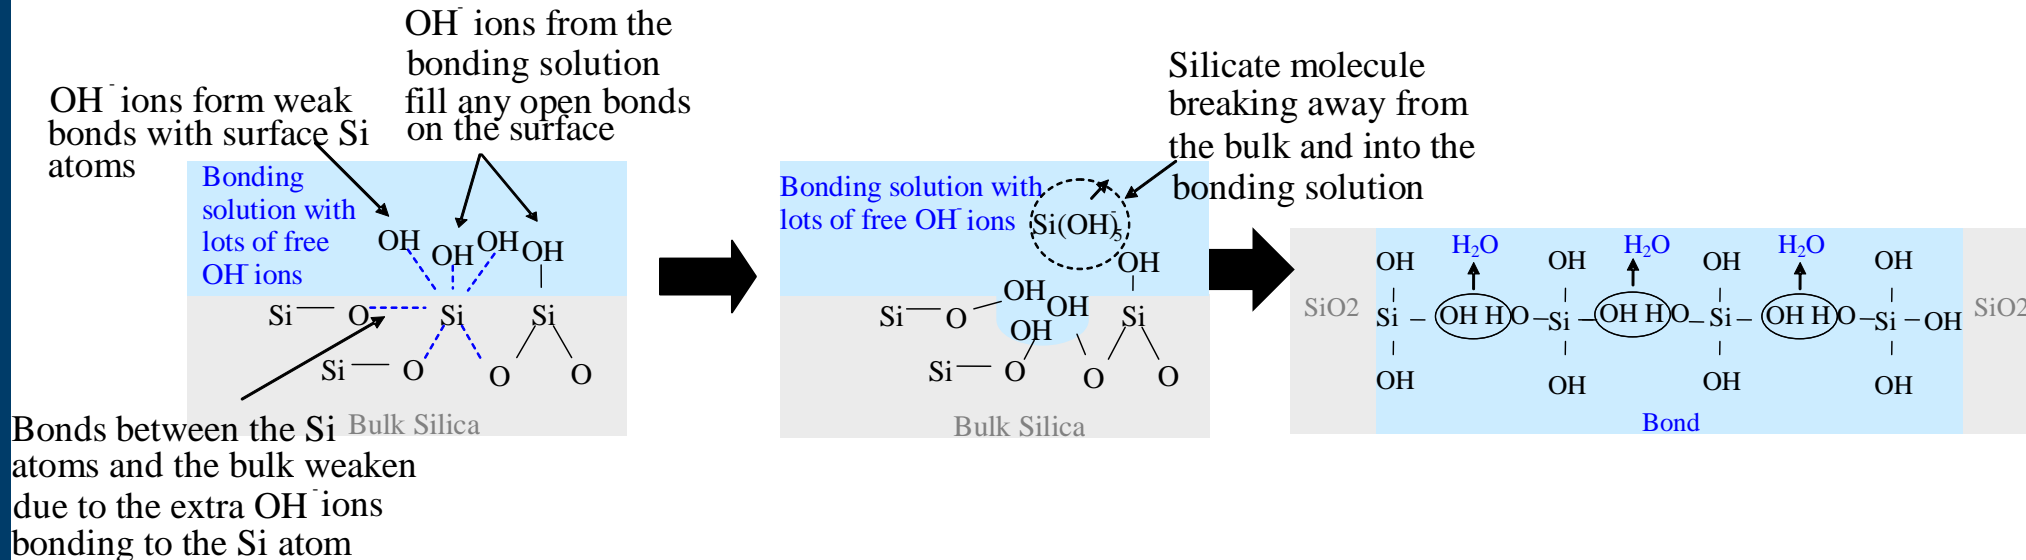 OH⁻ ions form weak
bonds with surface Si
atoms
OH⁻ ions from the
bonding solution
fill any open bonds
on the surface
Bonding
solution with
lots of free
OH⁻ ions
OH OH OH OH
Si O Si Si
Si O O O
Bulk Silica
Bonds between the Si
atoms and the bulk weaken
due to the extra OH⁻ ions
bonding to the Si atom
Silicate molecule
breaking away from
the bulk and into the
bonding solution
Bonding solution with
lots of free OH⁻ ions
Si(OH)₅⁻
OH
OH OH
Si O OH Si
Si O O O
Bulk Silica
H₂O H₂O H₂O
OH OH OH OH
SiO2 Si – OH HO –Si – OH HO –Si – OH HO –Si – OH SiO2
OH OH OH OH
Bond